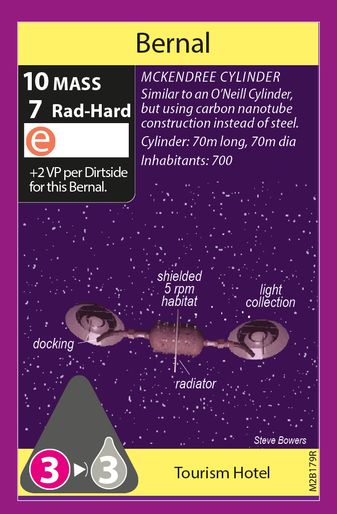 Bernal
10 MASS
7 Rad-Hard
e
+2 VP per Dirtside
for this Bernal.
MCKENDREE CYLINDER
Similar to an O'Neill Cylinder,
but using carbon nanotube
construction instead of steel.
Cylinder: 70m long, 70m dia
Inhabitants: 700
shielded
5 rpm
habitat
light
collection
docking
radiator
Steve Bowers
3 3
Tourism Hotel
M2B179R